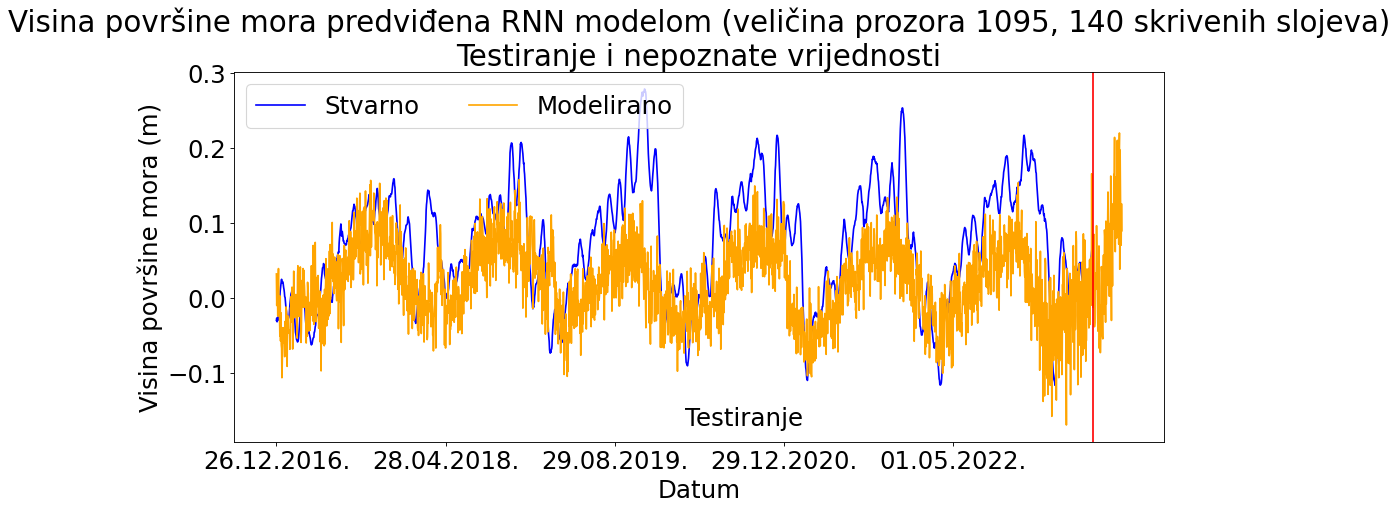 Visina površine mora predviđena RNN modelom (veličina prozora 1095, 140 skrivenih slojeva)
Testiranje i nepoznate vrijednosti
Stvarno
Modelirano
Visina površine mora (m)
0.3
0.2
0.1
0.0
−0.1
Testiranje
26.12.2016.
28.04.2018.
29.08.2019.
29.12.2020.
01.05.2022.
Datum